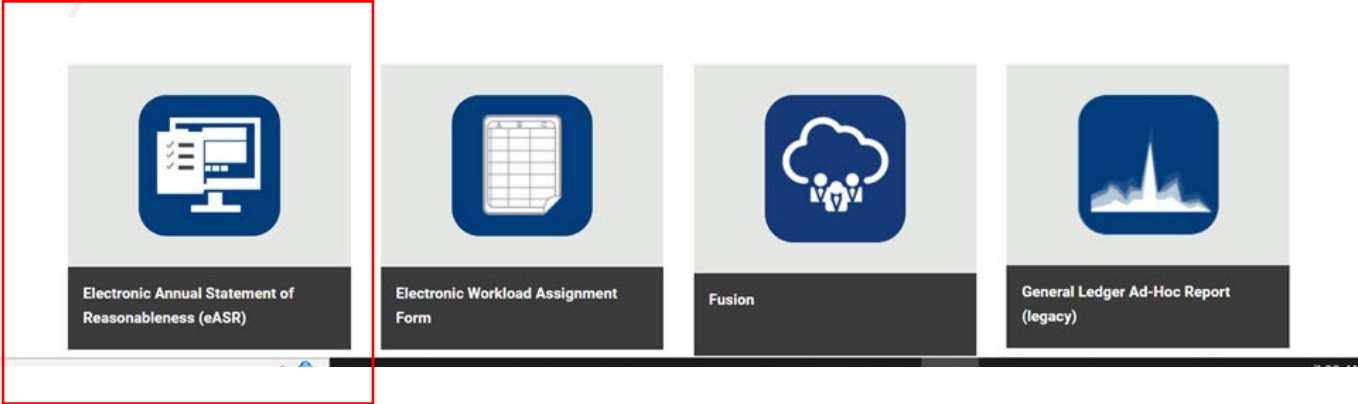 Electronic Annual Statement of
Reasonableness (eASR)
Electronic Workload Assignment
Form
Fusion
General Ledger Ad-Hoc Report
(legacy)